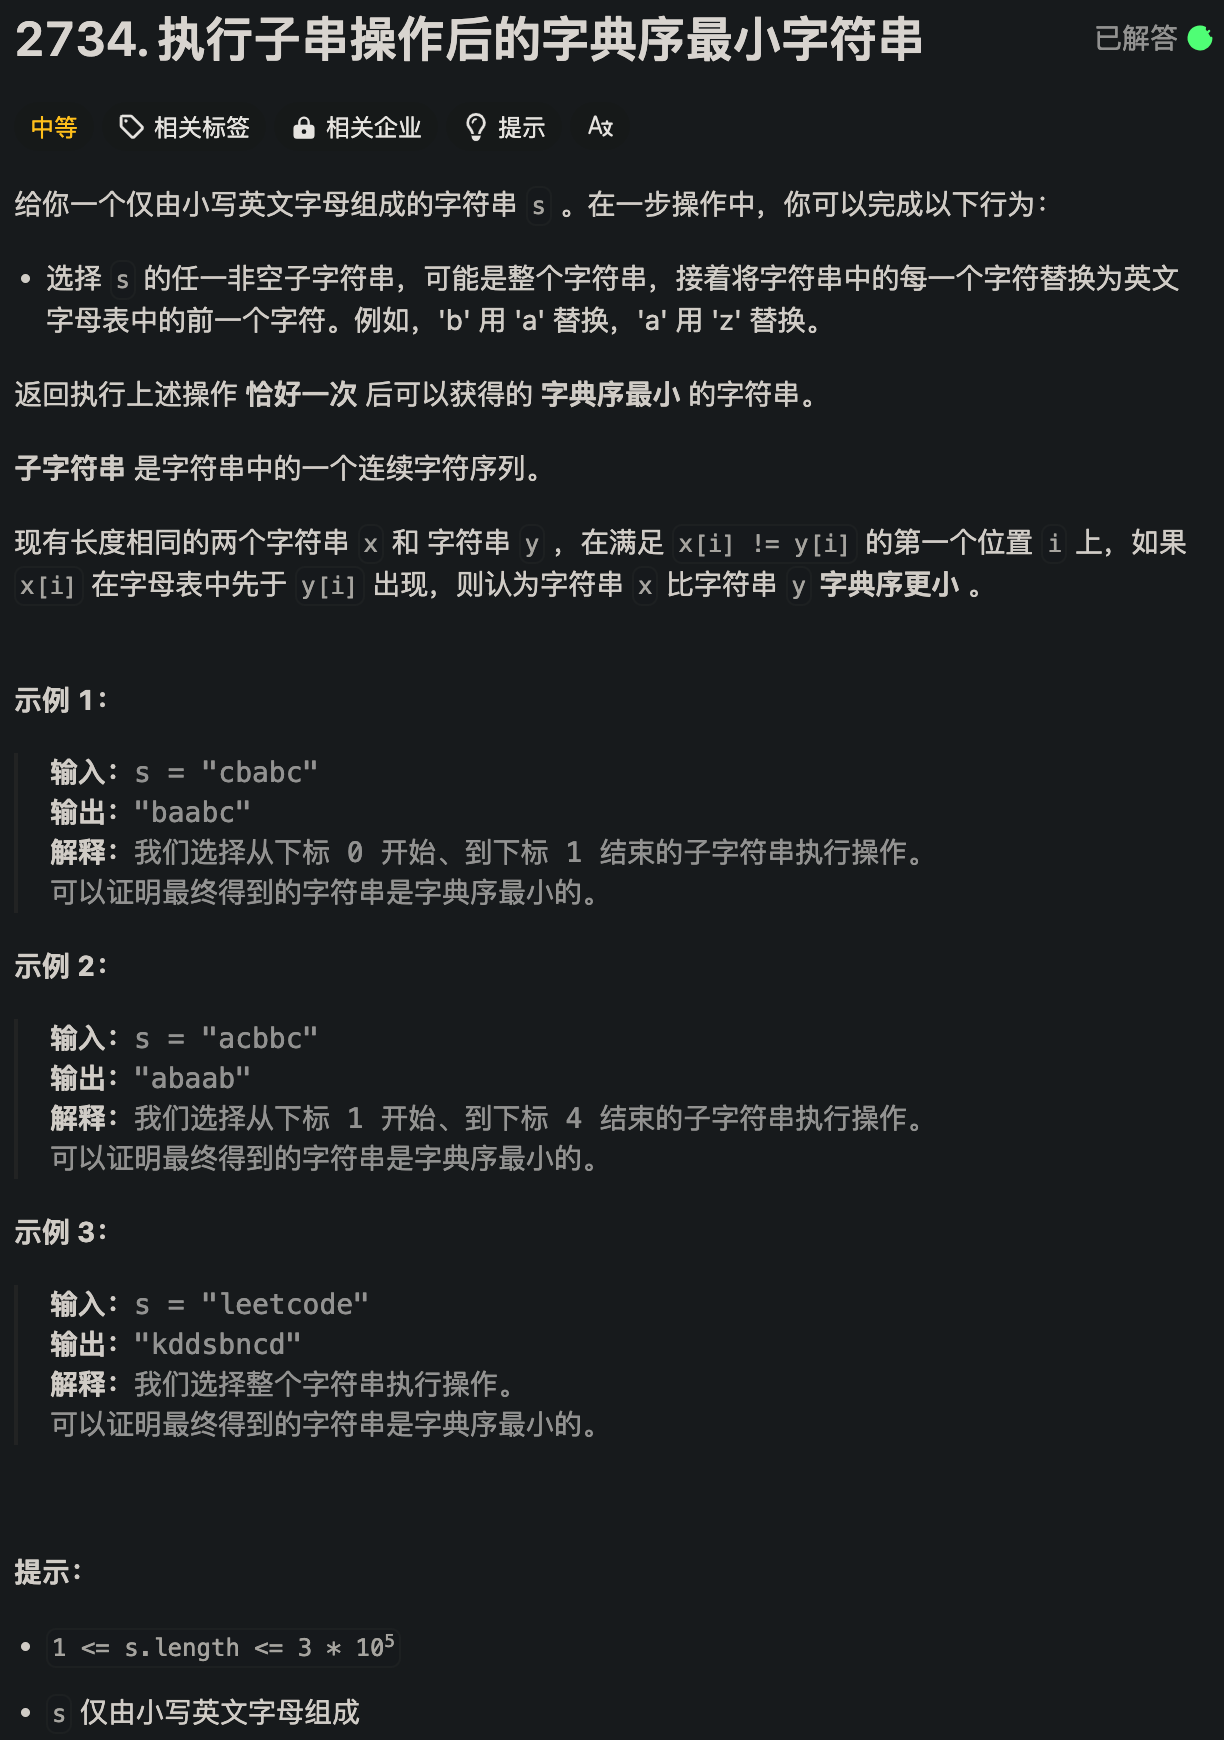 2734. 执行子串操作后的字典序最小字符串
已解答
中等 相关标签 相关企业 提示 Aあ
给你一个仅由小写英文字母组成的字符串 s 。在一步操作中，你可以完成以下行为：
• 选择 s 的任一非空子字符串，可能是整个字符串，接着将字符串中的每一个字符替换为英文
字母表中的前一个字符。例如，'b' 用 'a' 替换，'a' 用 'z' 替换。
返回执行上述操作 恰好一次 后可以获得的 字典序最小 的字符串。
子字符串 是字符串中的一个连续字符序列。
现有长度相同的两个字符串 x 和 字符串 y ，在满足 x[i] != y[i] 的第一个位置 i 上，如果
x[i] 在字母表中先于 y[i] 出现，则认为字符串 x 比字符串 y 字典序更小 。
示例 1：
输入：s = "cbabc"
输出："baabc"
解释：我们选择从下标 0 开始、到下标 1 结束的子字符串执行操作。
可以证明最终得到的字符串是字典序最小的。
示例 2：
输入：s = "acbbc"
输出："abaab"
解释：我们选择从下标 1 开始、到下标 4 结束的子字符串执行操作。
可以证明最终得到的字符串是字典序最小的。
示例 3：
输入：s = "leetcode"
输出："kddsbncd"
解释：我们选择整个字符串执行操作。
可以证明最终得到的字符串是字典序最小的。
提示：
• 1 <= s.length <= 3 * 10⁵
• s 仅由小写英文字母组成